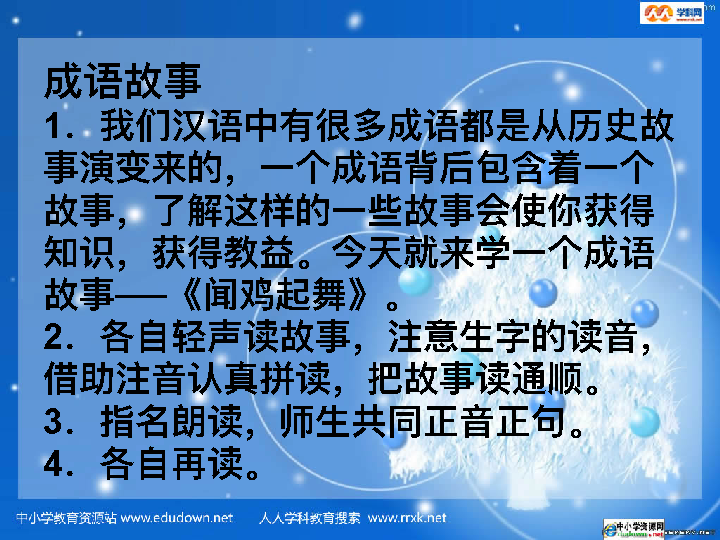 学科网
成语故事
1．我们汉语中有很多成语都是从历史故
事演变来的，一个成语背后包含着一个
故事，了解这样的一些故事会使你获得
知识，获得教益。今天就来学一个成语
故事──《闻鸡起舞》。
2．各自轻声读故事，注意生字的读音，
借助注音认真拼读，把故事读通顺。
3．指名朗读，师生共同正音正句。
4．各自再读。
中小学教育资源站 www.edudown.net 人人学科教育搜索 www.rrxk.net
中小学资源网